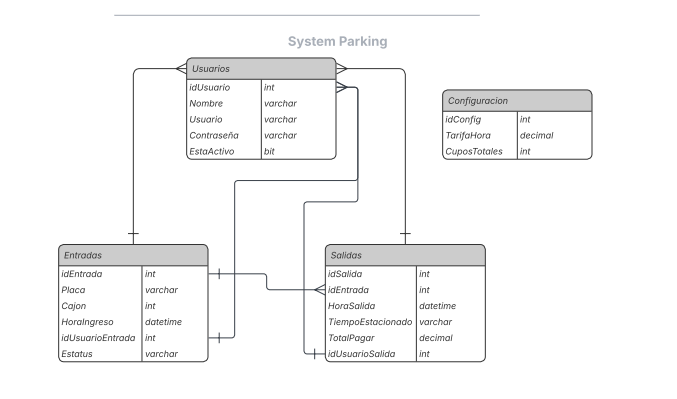 System Parking
Usuarios
idUsuario int
Nombre varchar
Usuario varchar
Contraseña varchar
EstaActivo bit
Configuracion
idConfig int
TarifaHora decimal
CuposTotales int
Entradas
idEntrada int
Placa varchar
Cajon int
HoraIngreso datetime
idUsuarioEntrada int
Estatus varchar
Salidas
idSalida int
idEntrada int
HoraSalida datetime
TiempoEstacionado varchar
TotalPagar decimal
idUsuarioSalida int